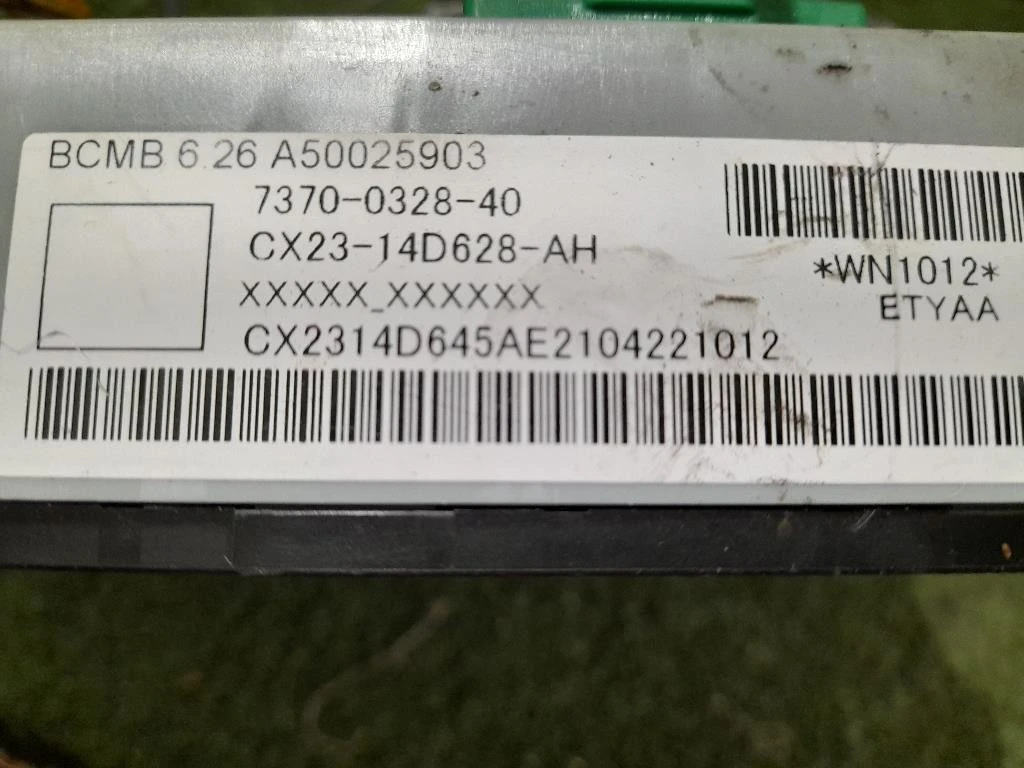 BCMB 6.26 A50025903
7370-0328-40
CX23-14D628-AH
*WN1012*
XXXXX_XXXXXX
ETYAA
CX2314D645AE2104221012